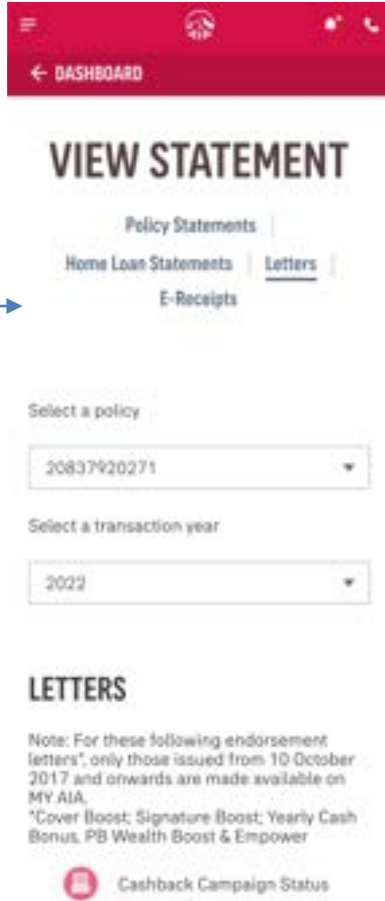 ← DASHBOARD
VIEW STATEMENT
Policy Statements |
Home Loan Statements | Letters |
E-Receipts
Select a policy
20837920271
Select a transaction year
2022
LETTERS
Note: For these following endorsement
letters*, only those issued from 10 October
2017 and onwards are made available on
MY AIA.
*Cover Boost; Signature Boost; Yearly Cash
Bonus, PB Wealth Boost & Empower
Cashback Campaign Status